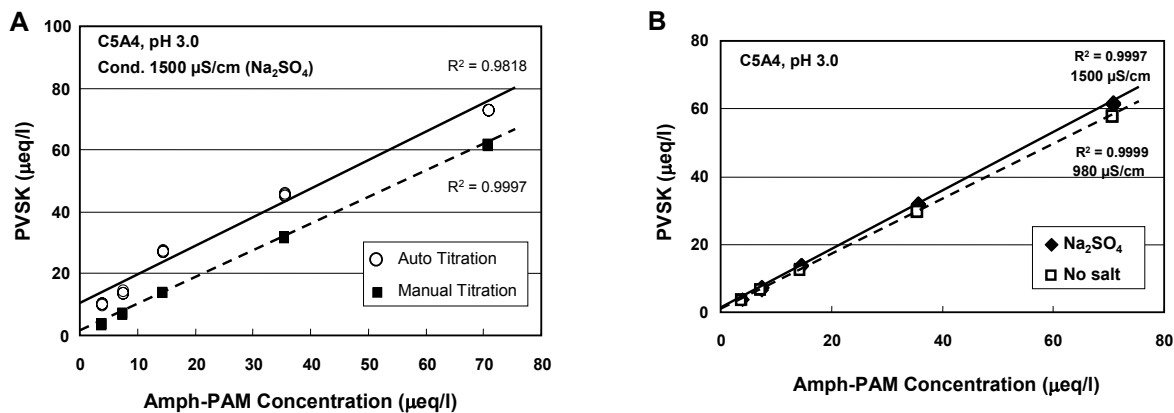 A
C5A4, pH 3.0
Cond. 1500 µS/cm (Na₂SO₄)
R² = 0.9818
R² = 0.9997
Auto Titration
Manual Titration
PVSK (µeq/l)
100
80
60
40
20
0
0 10 20 30 40 50 60 70 80
Amph-PAM Concentration (µeq/l)
B
C5A4, pH 3.0
R² = 0.9997
1500 µS/cm
R² = 0.9999
980 µS/cm
Na₂SO₄
No salt
PVSK (µeq/l)
80
60
40
20
0
0 20 40 60 80
Amph-PAM Concentration (µeq/l)